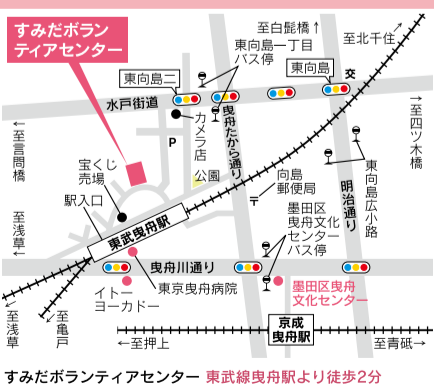 すみだボラン
ティアセンター
至白髭橋↑
至北千住
東向島一丁目
バス停
東向島二
東向島
交
水戸街道
カメラ店
P
曳舟たから通り
→至四ツ木橋
←至言問橋
宝くじ
売場
公園
向島
郵便局
〒
明治通り
東向島広小路
駅入口
東武曳舟駅
墨田区
曳舟文化
センター
バス停
←至浅草
曳舟川通り
イトー
ヨーカドー
東京曳舟病院
墨田区曳舟
文化センター
←至浅草
←至亀戸
京成
曳舟駅
←至押上
→至青砥
すみだボランティアセンター 東武線曳舟駅より徒歩2分